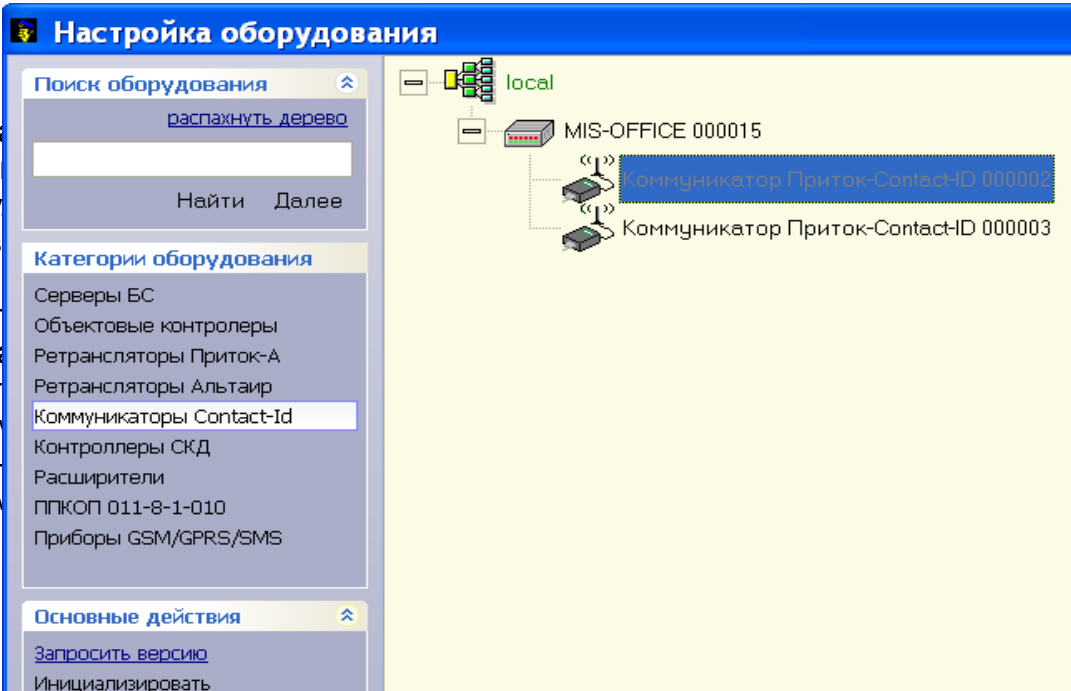 Настройка оборудования
Поиск оборудования
распахнуть дерево
Найти Далее
Категории оборудования
Серверы БС
Объектовые контролеры
Ретрансляторы Приток-А
Ретрансляторы Альтаир
Коммуникаторы Contact-Id
Контроллеры СКД
Расширители
ППКОП 011-8-1-010
Приборы GSM/GPRS/SMS
Основные действия
Запросить версию
Инициализировать
local
MIS-OFFICE 000015
Коммуникатор Приток-Contact-ID 000002
Коммуникатор Приток-Contact-ID 000003